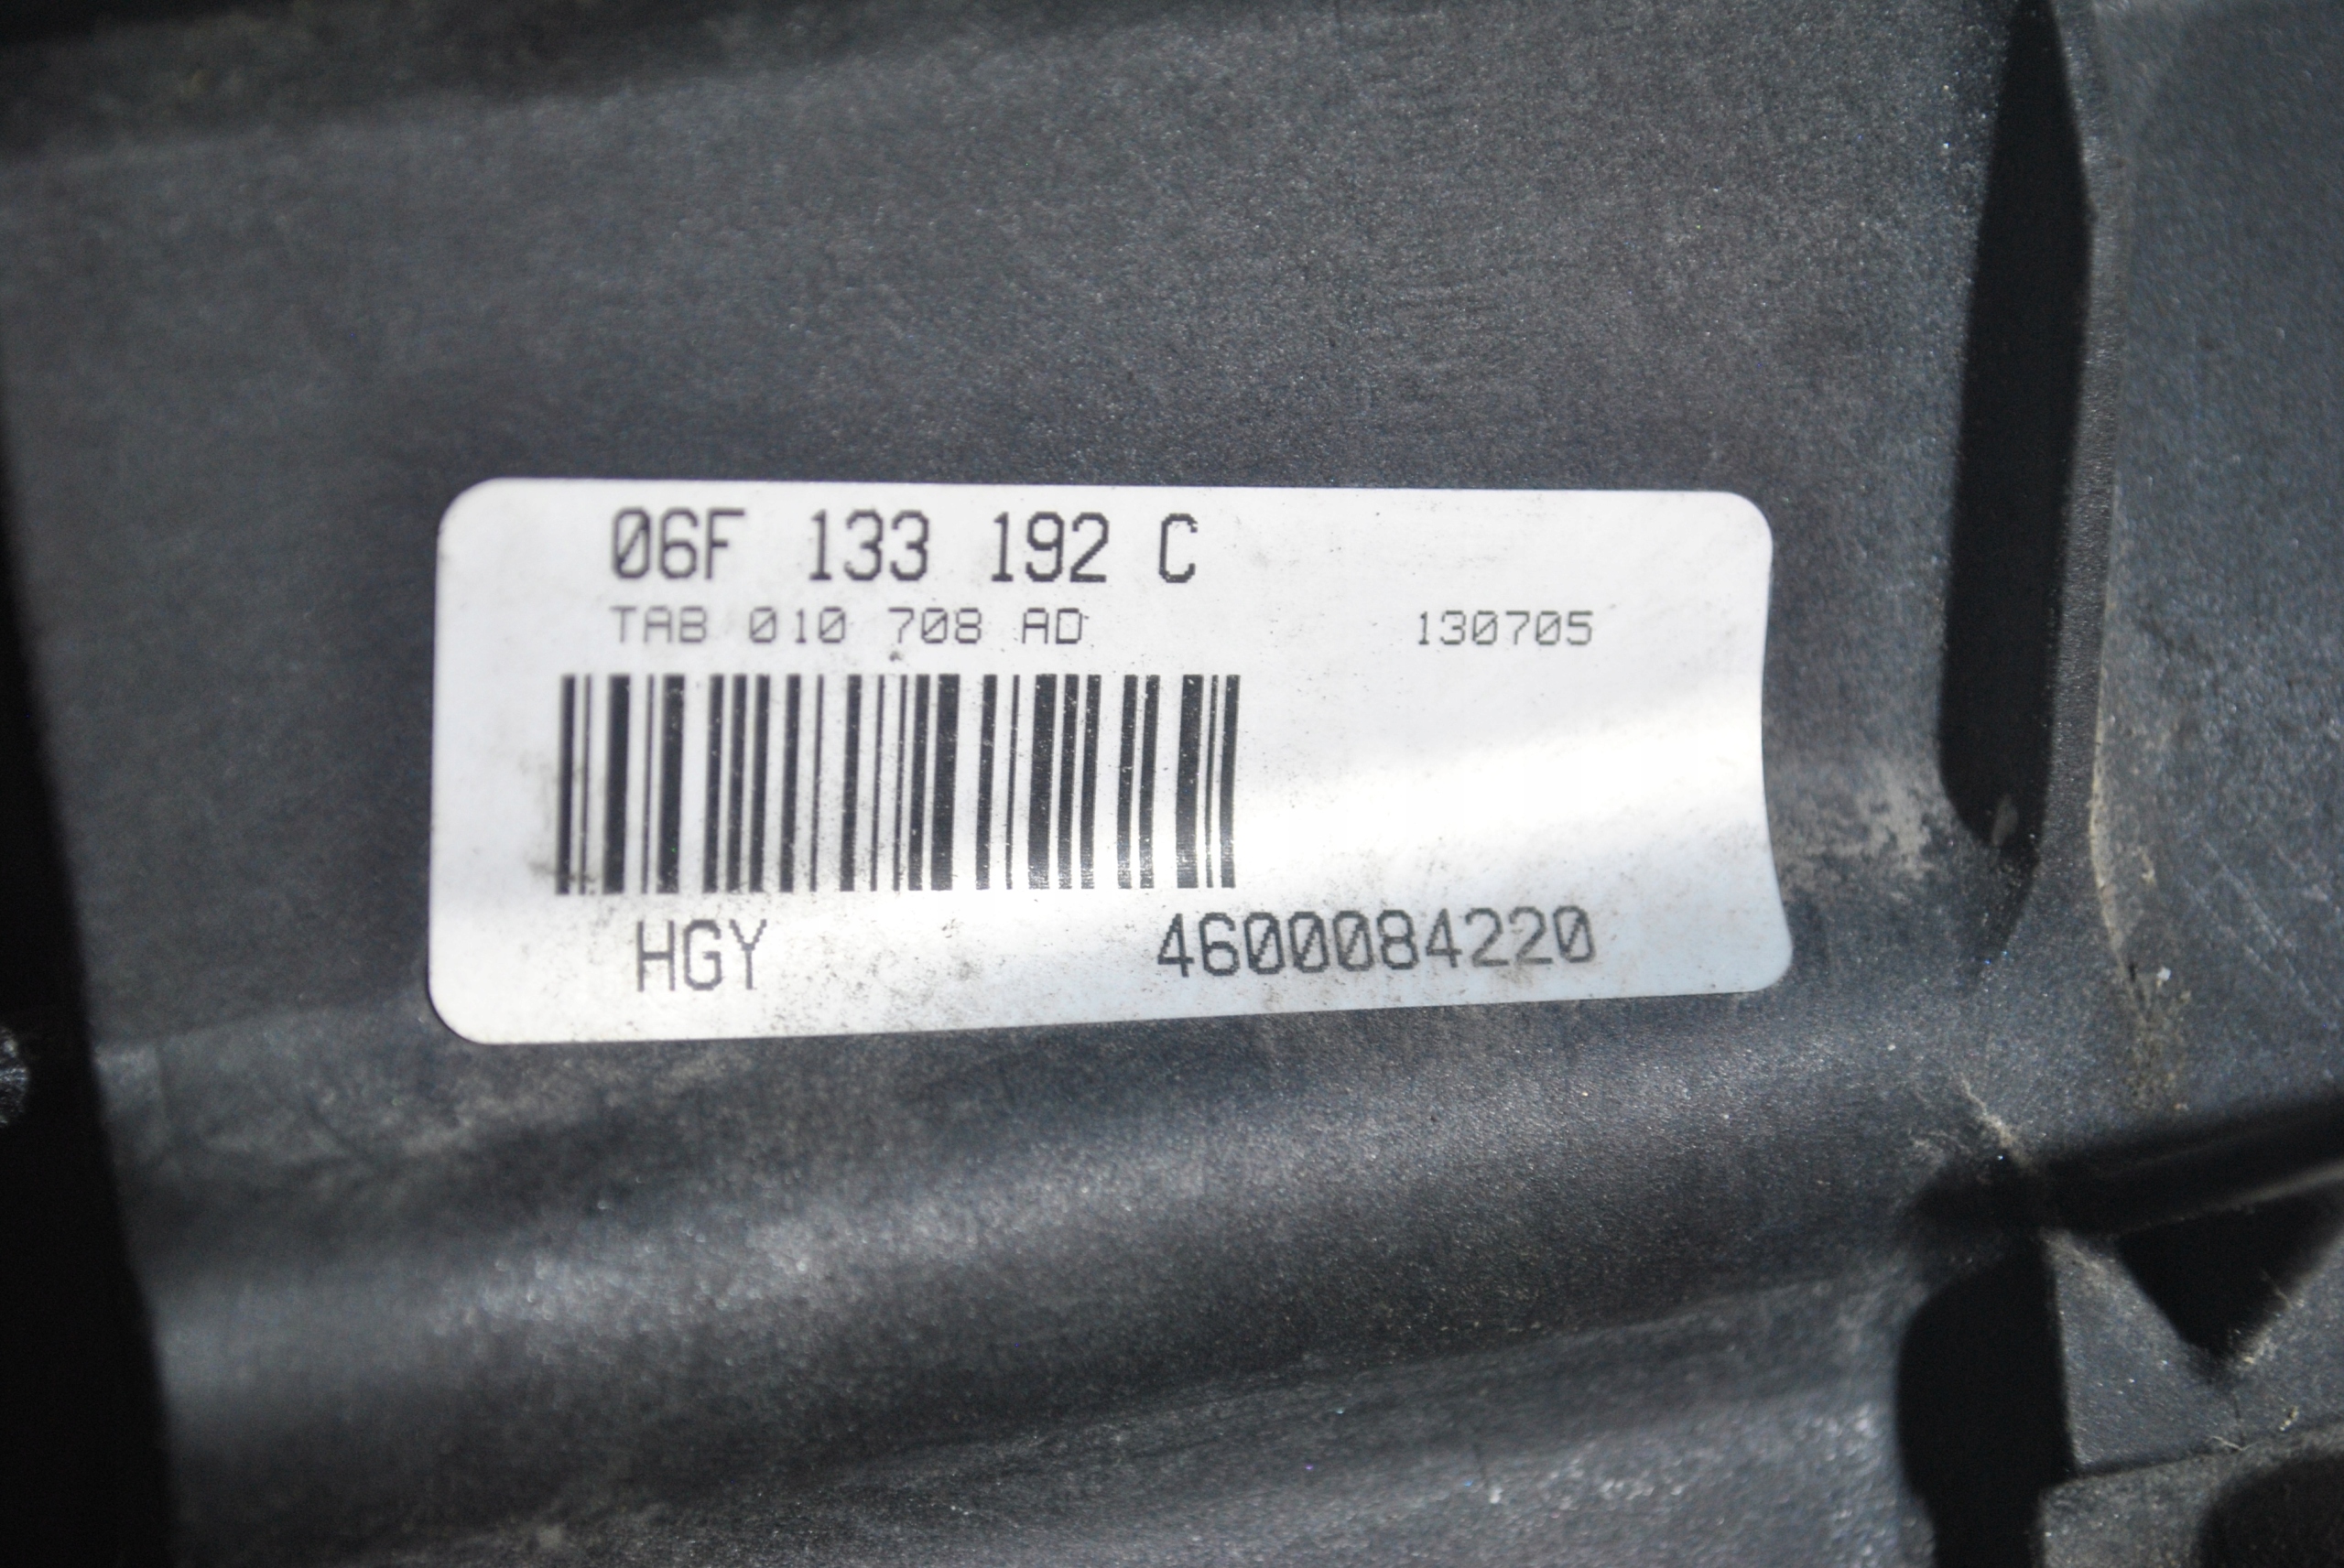 06F 133 192 C
TAB 010 708 AD 130705
HGY 4600084220